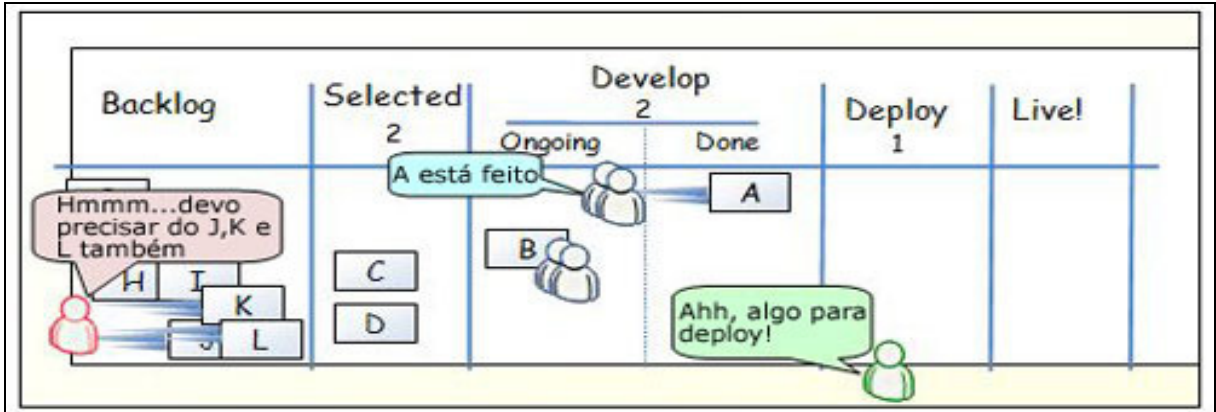 Backlog
Selected
2
Develop
2
Ongoing
Done
Deploy
1
Live!
A está feito
A
Hmmm...devo
precisar do J,K e
L também
B
C
H
I
K
D
L
Ahh, algo para
deploy!